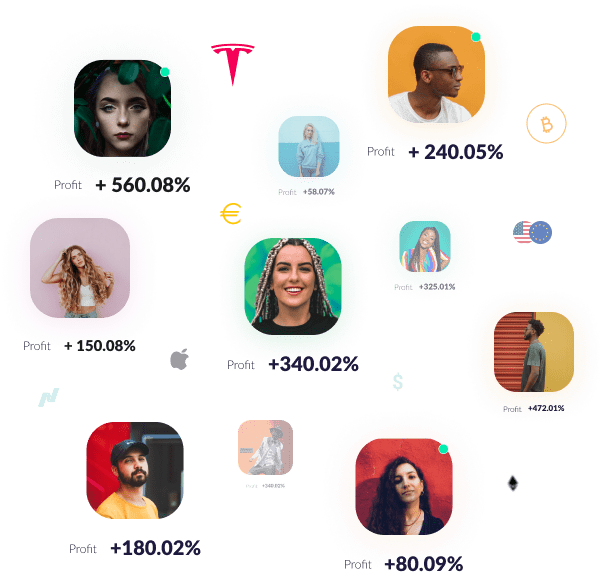 Profit + 560.08%
Profit + 240.05%
Profit +58.07%
Profit +325.01%
Profit + 150.08%
Profit +340.02%
Profit +472.01%
Profit +180.02%
Profit +80.09%